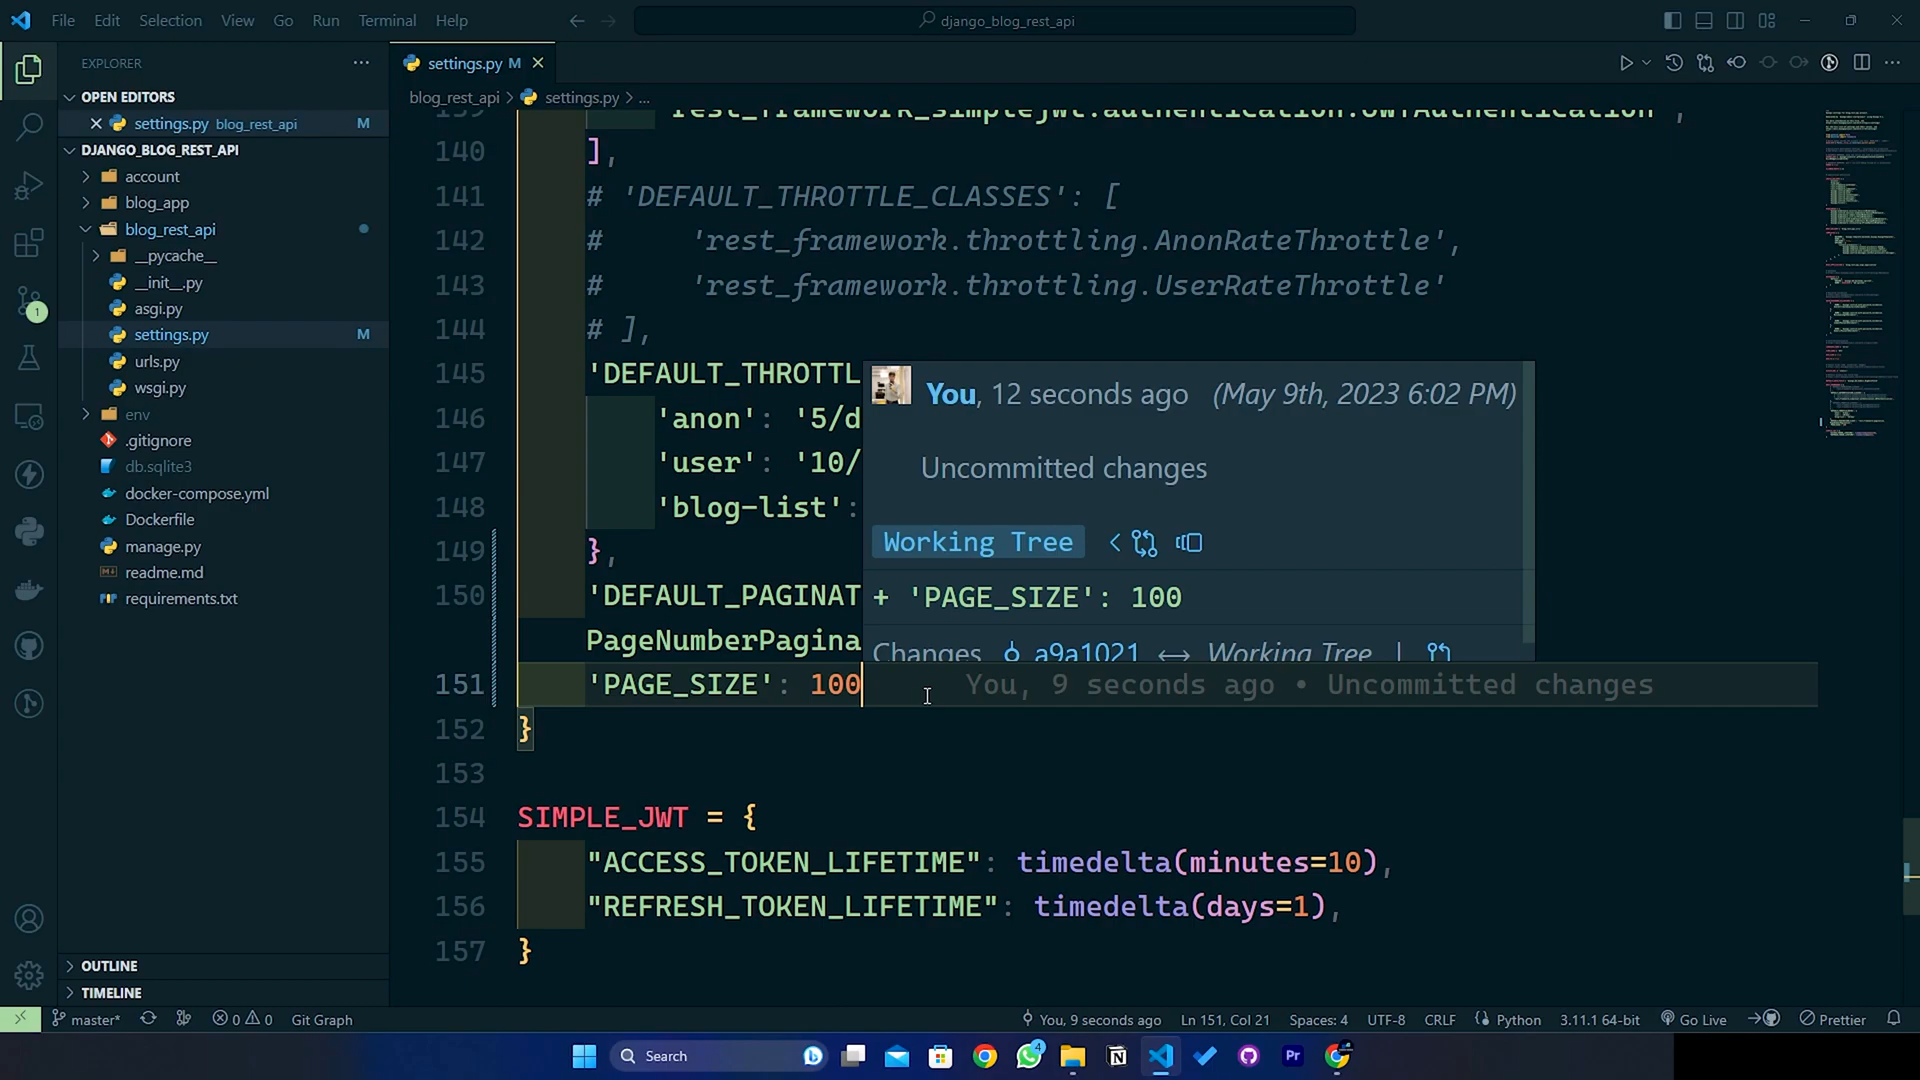 File Edit Selection View Go Run Terminal Help
django_blog_rest_api
EXPLORER
OPEN EDITORS
settings.py blog_rest_api M
DJANGO_BLOG_REST_API
account
blog_app
blog_rest_api
__pycache__
__init__.py
asgi.py
settings.py M
urls.py
wsgi.py
env
.gitignore
db.sqlite3
docker-compose.yml
Dockerfile
manage.py
readme.md
requirements.txt
OUTLINE
TIMELINE
1
settings.py M
blog_rest_api > settings.py > ...
139 'rest_framework_simplejwt.authentication.JWTAuthentication',
140 ],
141 # 'DEFAULT_THROTTLE_CLASSES': [
142 #     'rest_framework.throttling.AnonRateThrottle',
143 #     'rest_framework.throttling.UserRateThrottle'
144 # ],
145 'DEFAULT_THROTTL
146 'anon': '5/d
147 'user': '10/
148 'blog-list':
149 },
150 'DEFAULT_PAGINAT
PageNumberPagina
151 'PAGE_SIZE': 100 You, 9 seconds ago • Uncommitted changes
152 }
153
154 SIMPLE_JWT = {
155 "ACCESS_TOKEN_LIFETIME": timedelta(minutes=10),
156 "REFRESH_TOKEN_LIFETIME": timedelta(days=1),
157 }
You, 12 seconds ago (May 9th, 2023 6:02 PM)
Uncommitted changes
Working Tree
+ 'PAGE_SIZE': 100
Changes a9a1021 ⟷ Working Tree |
master* 0 0 Git Graph
You, 9 seconds ago Ln 151, Col 21 Spaces: 4 UTF-8 CRLF Python 3.11.1 64-bit Go Live Prettier
Search
4
N
Pr